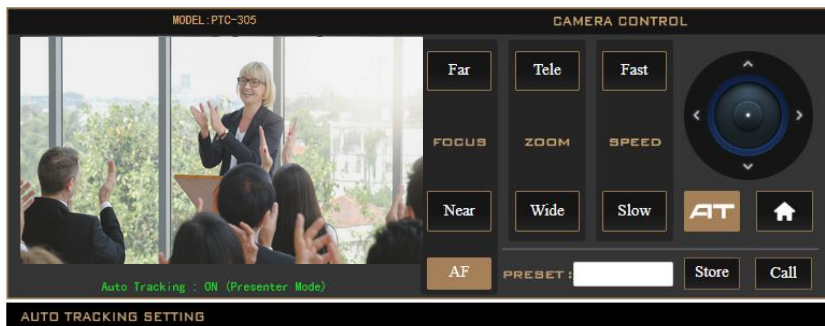 MODEL:PTC-305
CAMERA CONTROL
Far
Tele
Fast
FOCUS
ZOOM
SPEED
Near
Wide
Slow
AT
AF
PRESET :
Store
Call
Auto Tracking : ON (Presenter Mode)
AUTO TRACKING SETTING